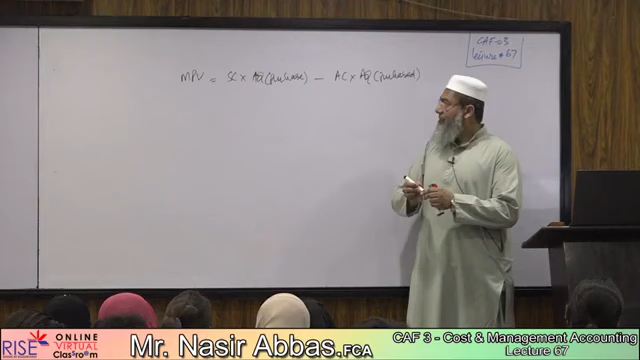 CAF-3
Lecture # 67
MPV = SC x AQ (purchase) - AC x AQ (purchased)
RISE
ONLINE
VIRTUAL
Classroom
Mr. Nasir Abbas.FCA
CAF 3 - Cost & Management Accounting
Lecture 67